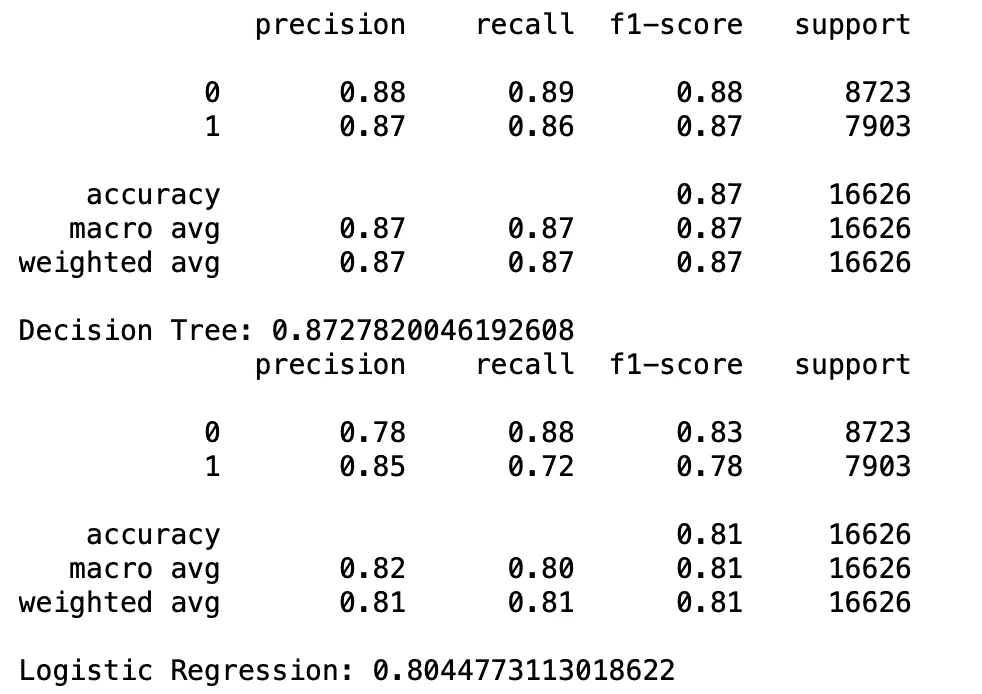 precision recall f1-score support
0 0.88 0.89 0.88 8723
1 0.87 0.86 0.87 7903
accuracy 0.87 16626
macro avg 0.87 0.87 0.87 16626
weighted avg 0.87 0.87 0.87 16626
Decision Tree: 0.8727820046192608
precision recall f1-score support
0 0.78 0.88 0.83 8723
1 0.85 0.72 0.78 7903
accuracy 0.81 16626
macro avg 0.82 0.80 0.81 16626
weighted avg 0.81 0.81 0.81 16626
Logistic Regression: 0.8044773113018622